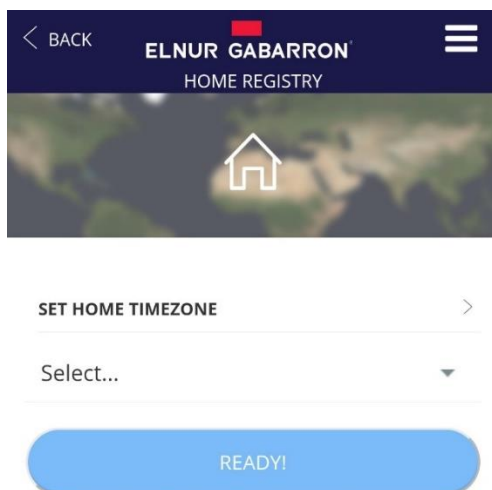 BACK
ELNUR GABARRON
HOME REGISTRY
SET HOME TIMEZONE
Select...
READY!